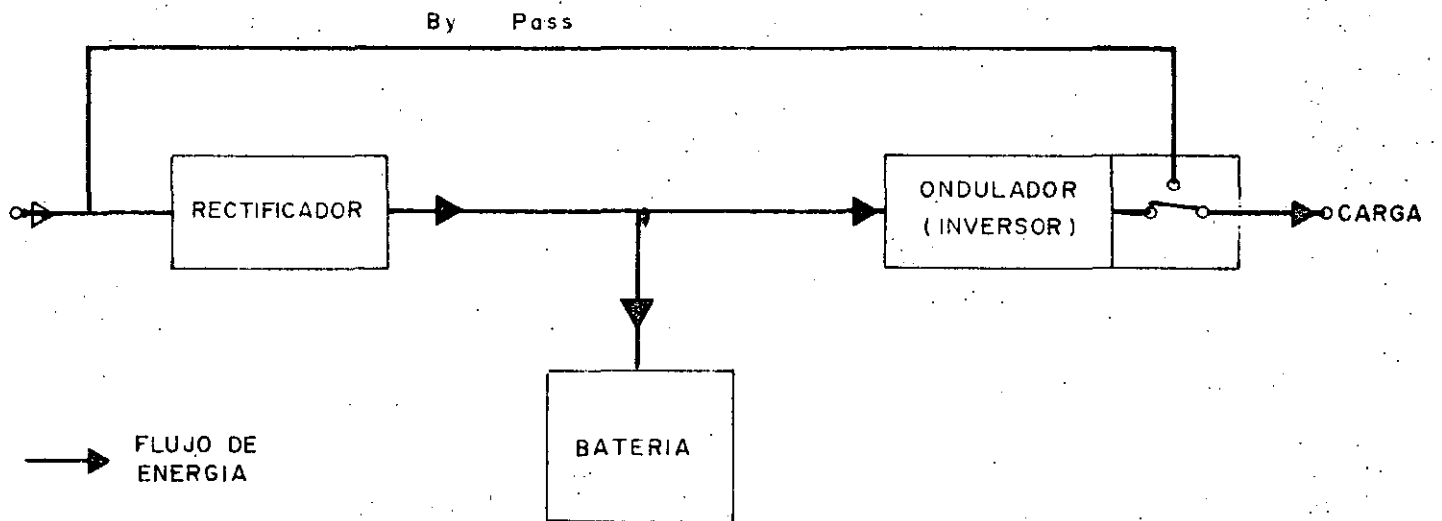 By Pass
RECTIFICADOR
ONDULADOR
(INVERSOR)
CARGA
BATERIA
FLUJO DE
ENERGIA